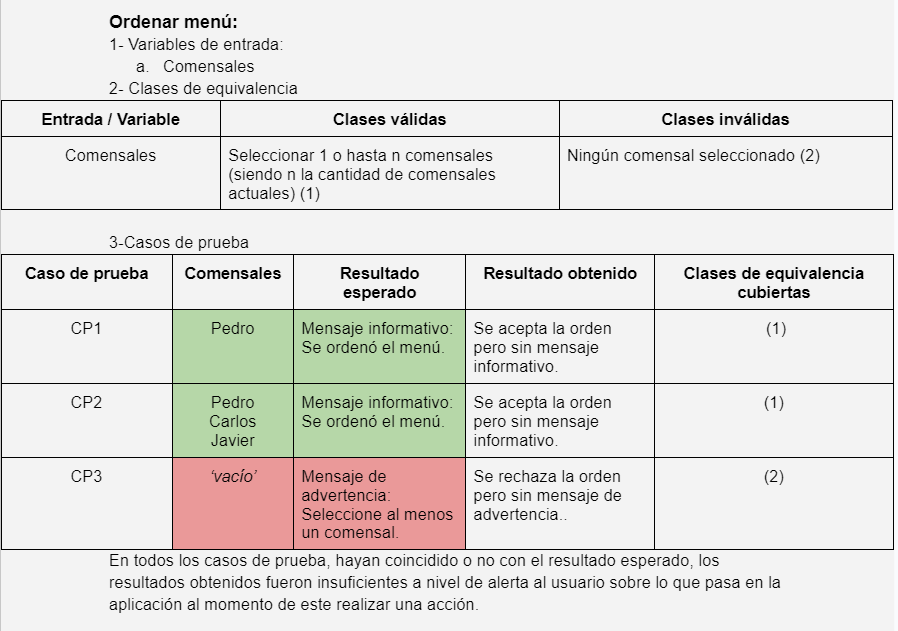 Ordenar menú:
1- Variables de entrada:
a. Comensales
2- Clases de equivalencia
Entrada / Variable
Clases válidas
Clases inválidas
Comensales
Seleccionar 1 o hasta n comensales
(siendo n la cantidad de comensales
actuales) (1)
Ningún comensal seleccionado (2)
3-Casos de prueba
Caso de prueba
Comensales
Resultado
esperado
Resultado obtenido
Clases de equivalencia
cubiertas
CP1
Pedro
Mensaje informativo:
Se ordenó el menú.
Se acepta la orden
pero sin mensaje
informativo.
(1)
CP2
Pedro
Carlos
Javier
Mensaje informativo:
Se ordenó el menú.
Se acepta la orden
pero sin mensaje
informativo.
(1)
CP3
‘vacío’
Mensaje de
advertencia:
Seleccione al menos
un comensal.
Se rechaza la orden
pero sin mensaje de
advertencia..
(2)
En todos los casos de prueba, hayan coincidido o no con el resultado esperado, los
resultados obtenidos fueron insuficientes a nivel de alerta al usuario sobre lo que pasa en la
aplicación al momento de este realizar una acción.